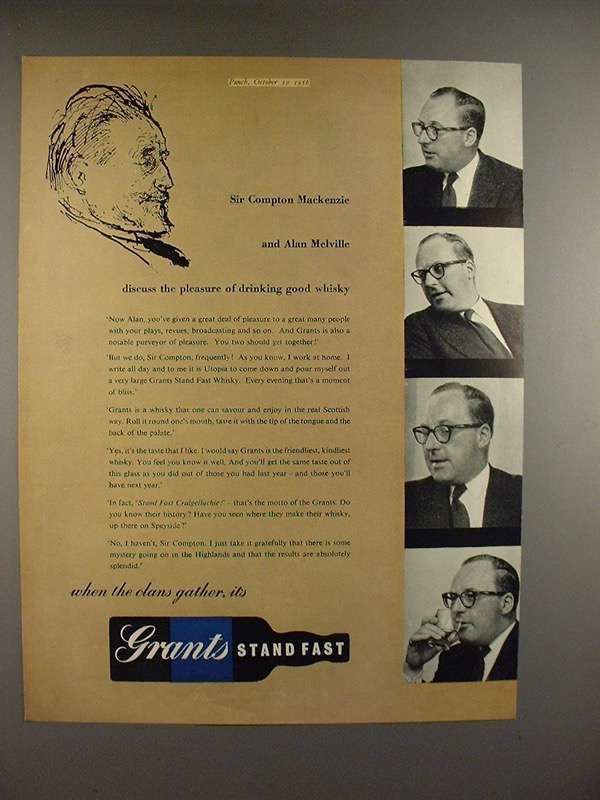 Punch, October 10 1956
Sir Compton Mackenzie
and Alan Melville
discuss the pleasure of drinking good whisky
'Now Alan, you've given a great deal of pleasure to a great many people
with your plays, revues, broadcasting and so on. And Grants is also a
notable purveyor of pleasure. You two should get together!'
'But we do, Sir Compton, frequently! As you know, I work at home. I
write all day and to me it is Utopia to come down and pour myself out
a very large Grants Stand Fast Whisky. Every evening that's a moment
of bliss.'
'Grants is a whisky that one can savour and enjoy in the real Scottish
way. Roll it round one's mouth, taste it with the tip of the tongue and the
back of the palate.'
'Yes, it's the taste that I like. I would say Grants is the friendliest, kindliest
whisky. You feel you know it well. And you'll get the same taste out of
this glass as you did out of those you had last year – and those you'll
have next year.'
'In fact, 'Stand Fast Craigellachie!' – that's the motto of the Grants. Do
you know their history? Have you seen where they make their whisky,
up there on Speyside?'
'No, I haven't, Sir Compton. I just take it gratefully that there is some
mystery going on in the Highlands and that the results are absolutely
splendid.'
when the clans gather, its
Grants STAND FAST